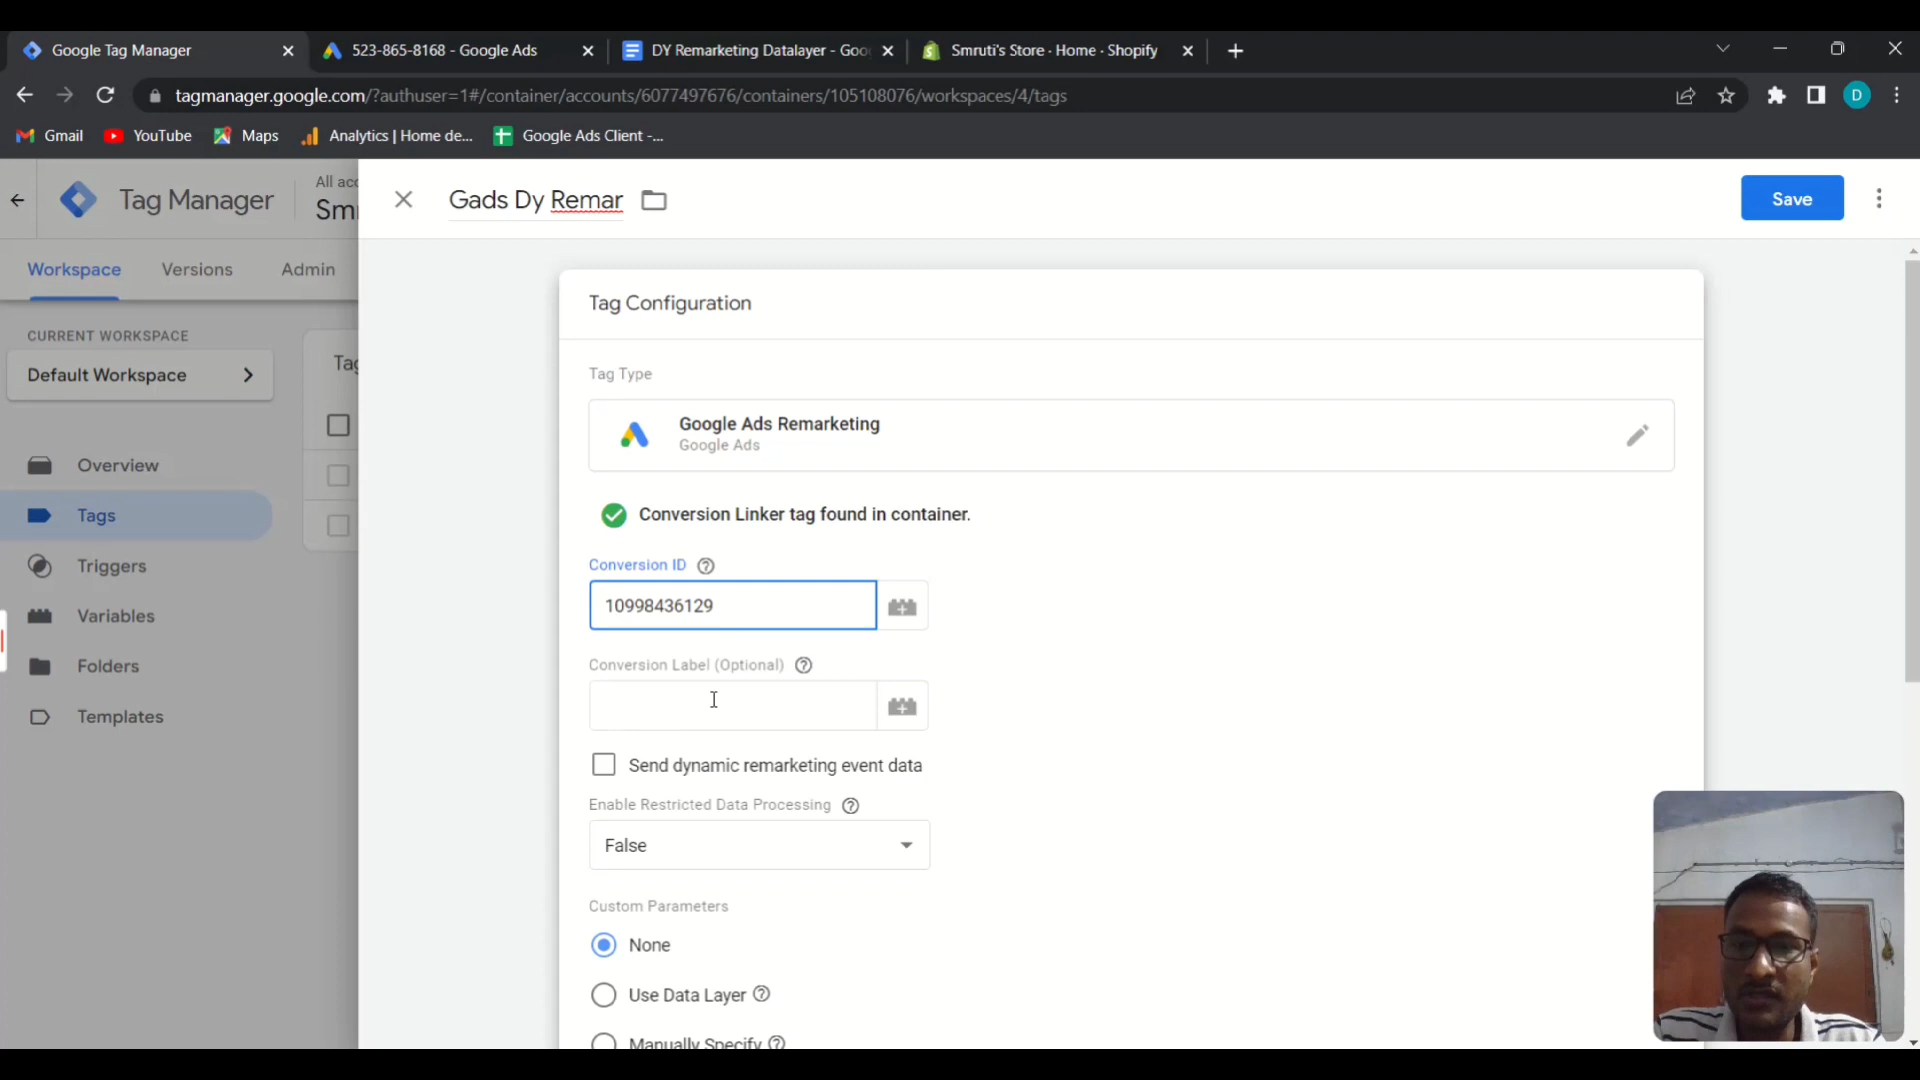 Google Tag Manager
523-865-8168 - Google Ads
DY Remarketing Datalayer - Goo
Smruti's Store · Home · Shopify
tagmanager.google.com/?authuser=1#/container/accounts/6077497676/containers/105108076/workspaces/4/tags
D
Gmail
YouTube
Maps
Analytics | Home de...
Google Ads Client -...
Tag Manager
All acc
Smr
Gads Dy Remar
Save
Workspace
Versions
Admin
CURRENT WORKSPACE
Default Workspace
Tag
Overview
Tags
Triggers
Variables
Folders
Templates
Tag Configuration
Tag Type
Google Ads Remarketing
Google Ads
Conversion Linker tag found in container.
Conversion ID
10998436129
Conversion Label (Optional)
Send dynamic remarketing event data
Enable Restricted Data Processing
False
Custom Parameters
None
Use Data Layer
Manually Specify